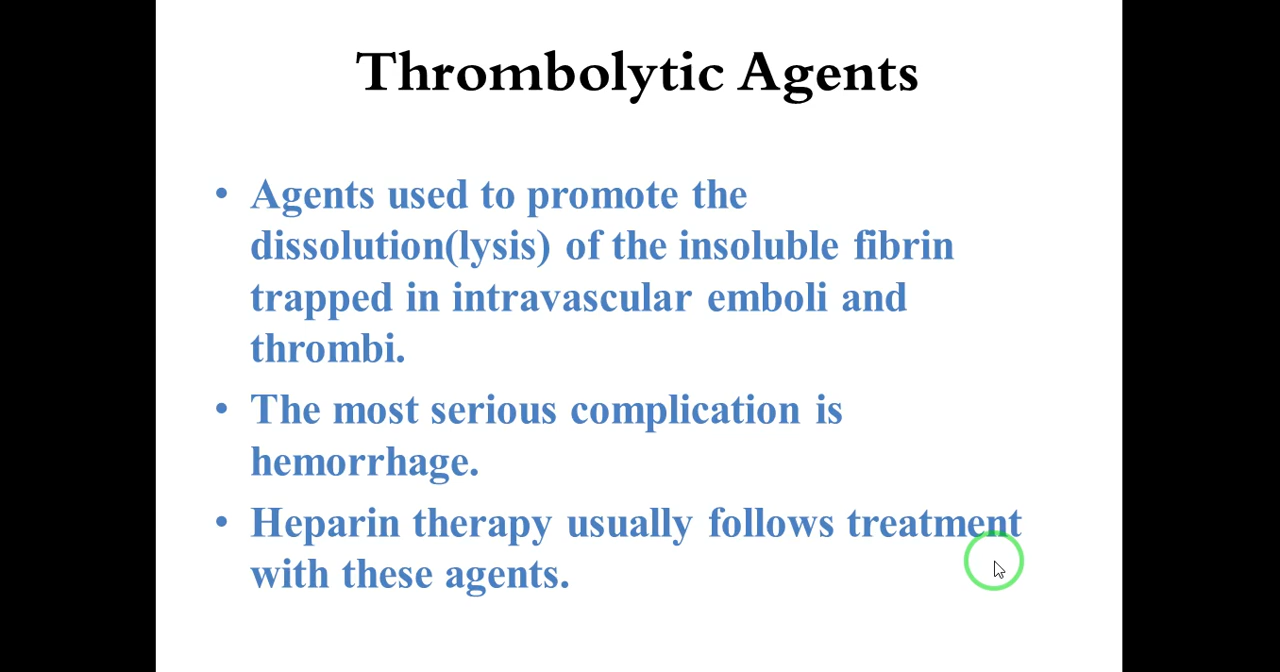 Thrombolytic Agents
• Agents used to promote the
dissolution(lysis) of the insoluble fibrin
trapped in intravascular emboli and
thrombi.
• The most serious complication is
hemorrhage.
• Heparin therapy usually follows treatment
with these agents.